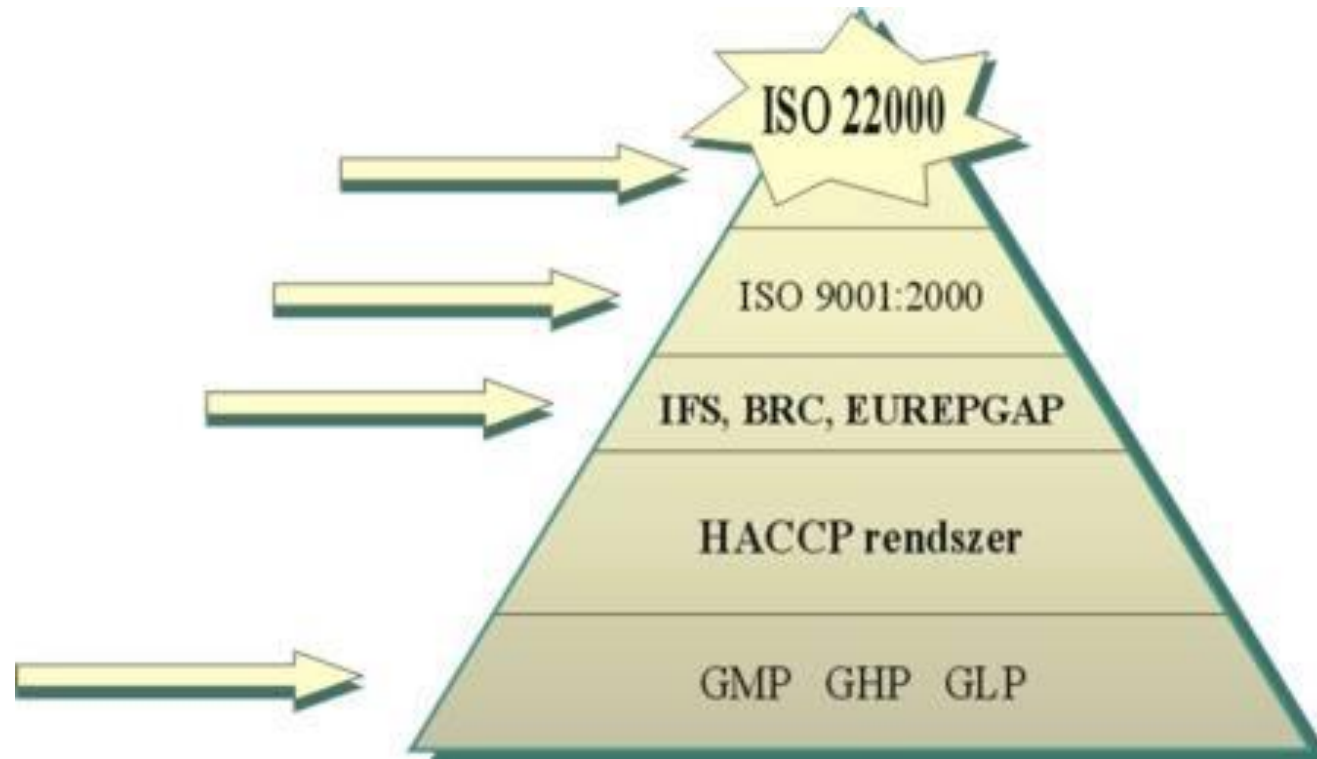 ISO 22000
ISO 9001:2000
IFS, BRC, EUREPGAP
HACCP rendszer
GMP GHP GLP